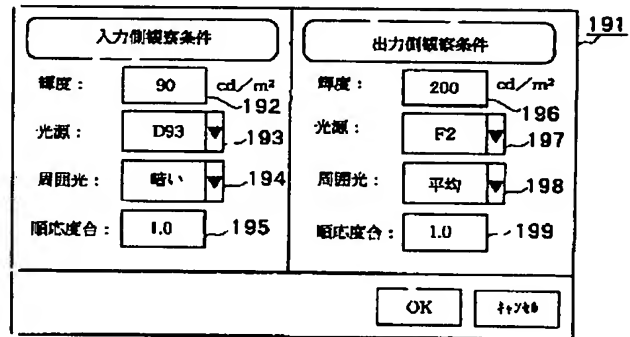 191
入力側観察条件
輝度： 90 cd/m²
192
光源： D93 ▼
193
周囲光： 暗い ▼
194
順応度合： 1.0
195
出力側観察条件
輝度： 200 cd/m²
196
光源： F2 ▼
197
周囲光： 平均 ▼
198
順応度合： 1.0
199
OK キャンセル